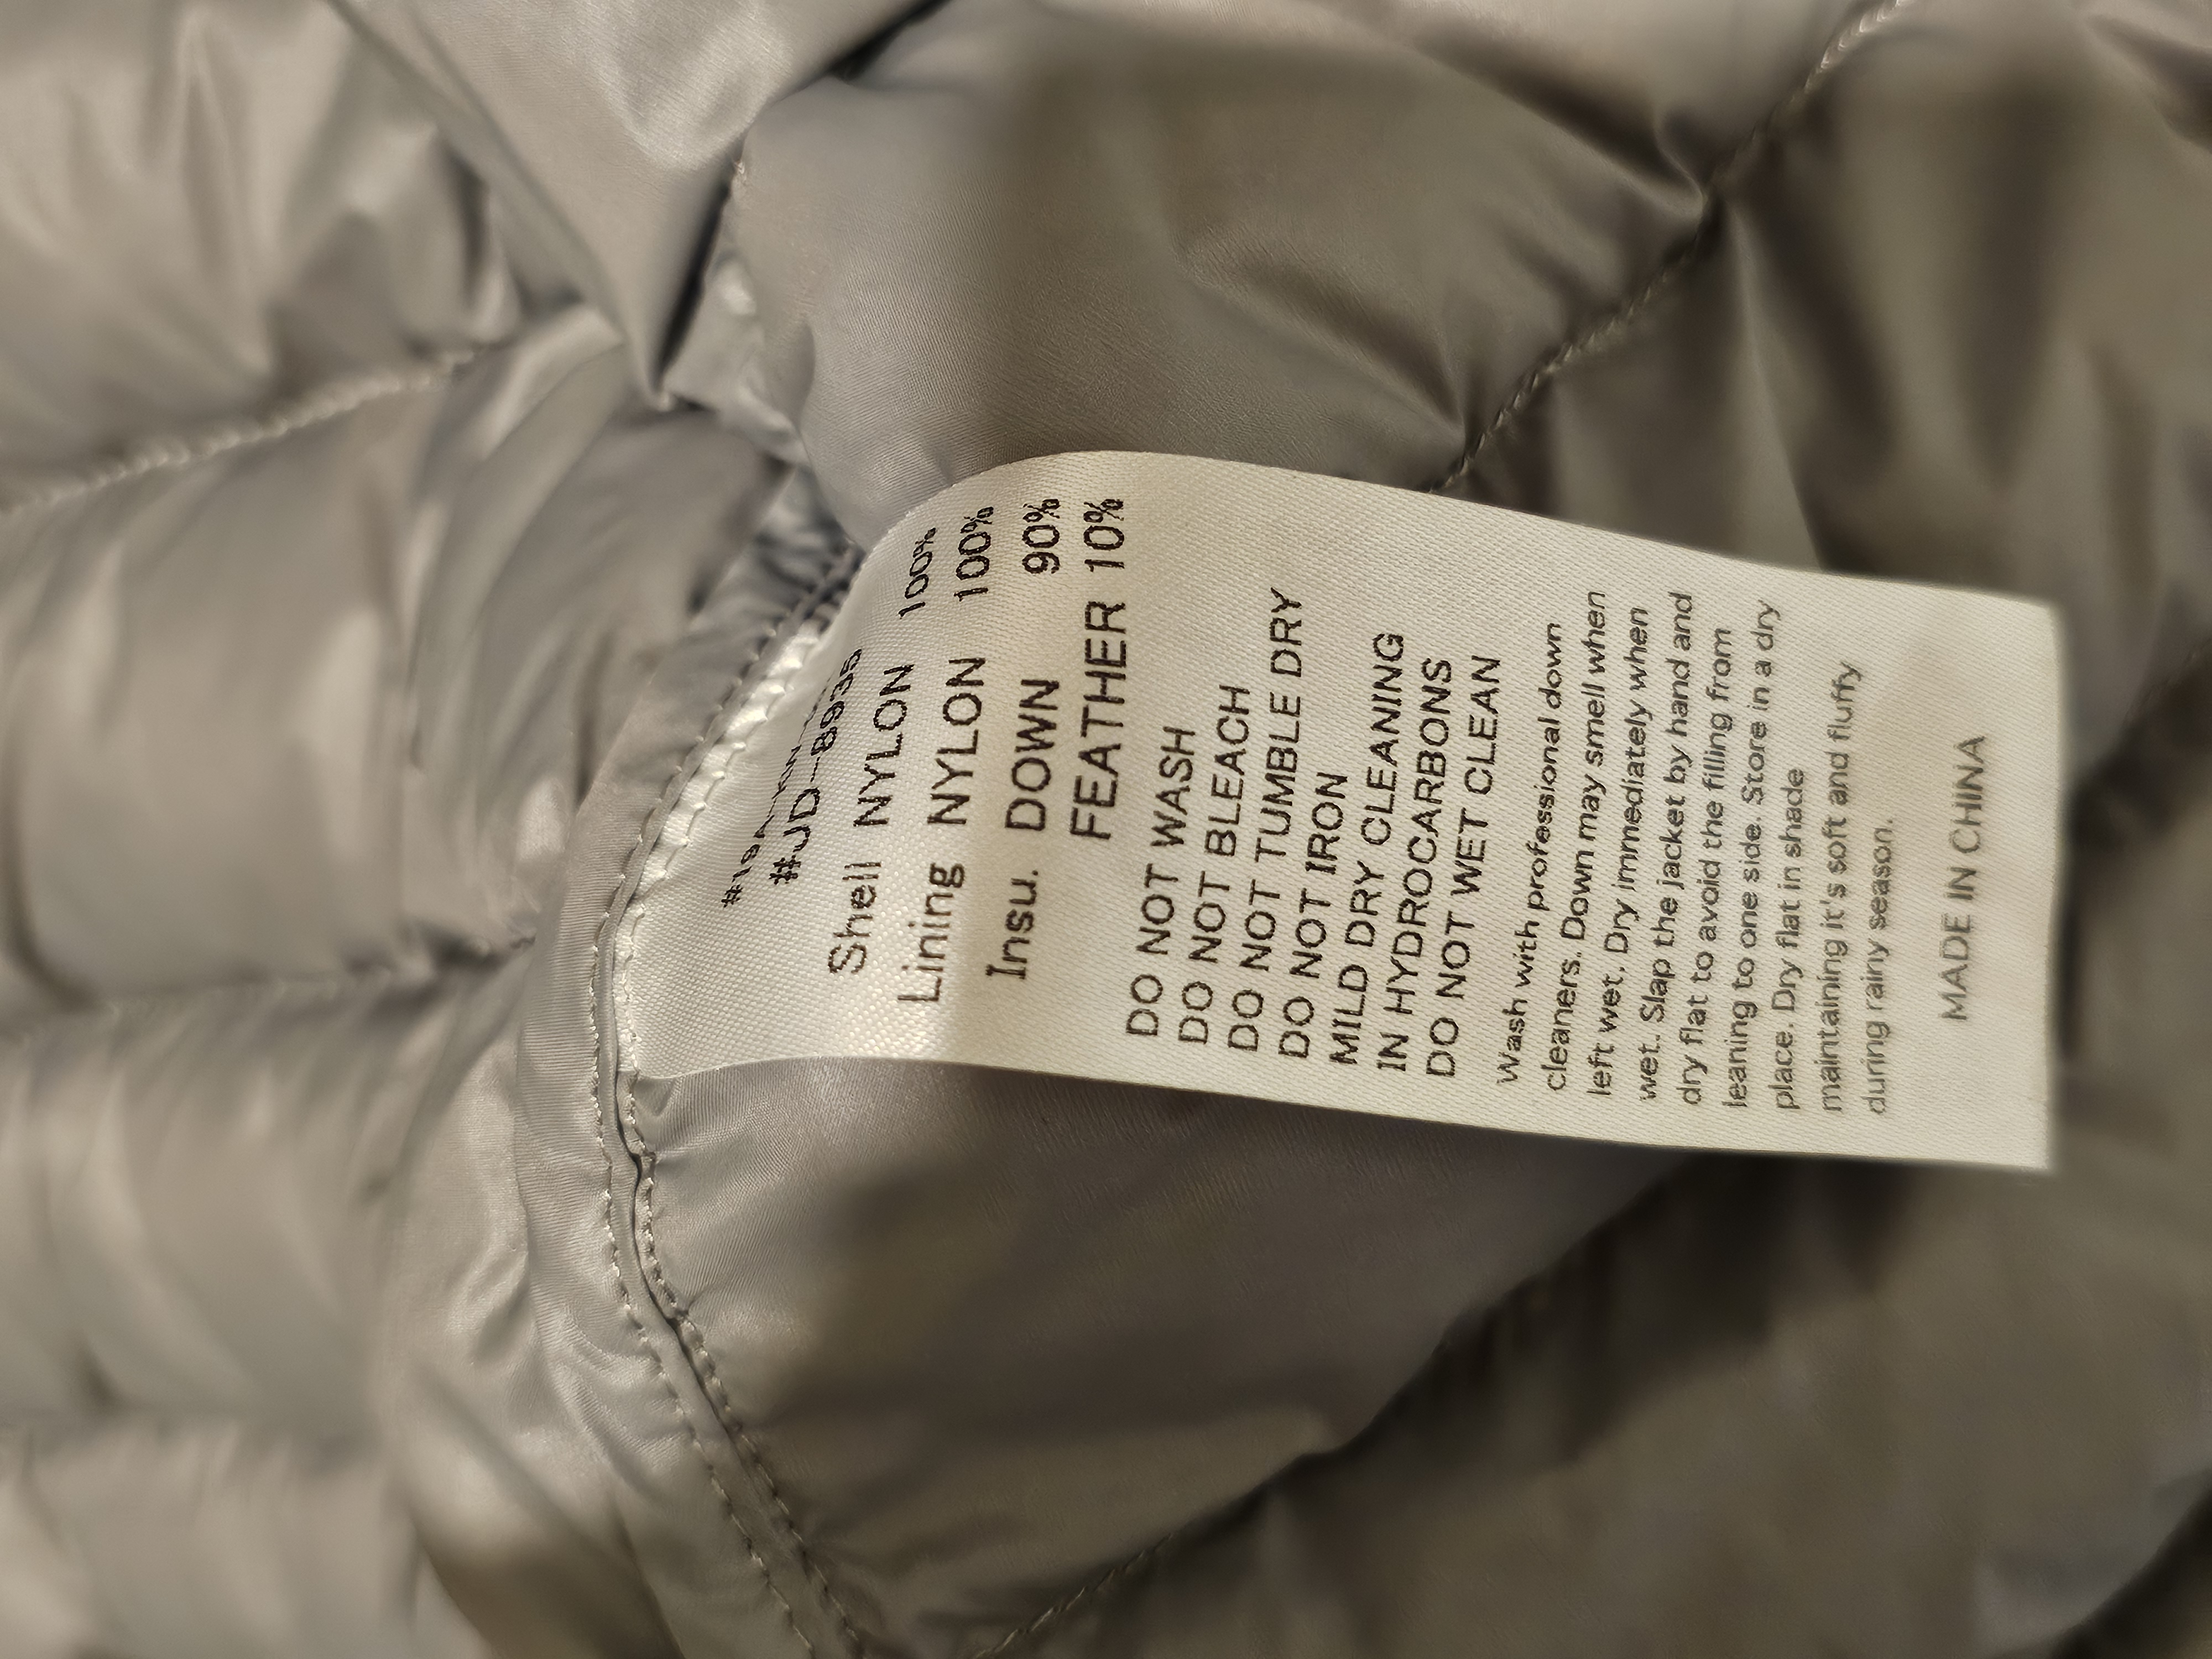 #JD-8935
Shell NYLON 100%
Lining NYLON 100%
Insu. DOWN 90%
FEATHER 10%
DO NOT WASH
DO NOT BLEACH
DO NOT TUMBLE DRY
DO NOT IRON
MILD DRY CLEANING
IN HYDROCARBONS
DO NOT WET CLEAN
Wash with professional down
cleaners. Down may smell when
left wet. Dry immediately when
wet. Slap the jacket by hand and
dry flat to avoid the filling from
leaning to one side. Store in a dry
place. Dry flat in shade
maintaining it's soft and fluffy
during rainy season.
MADE IN CHINA